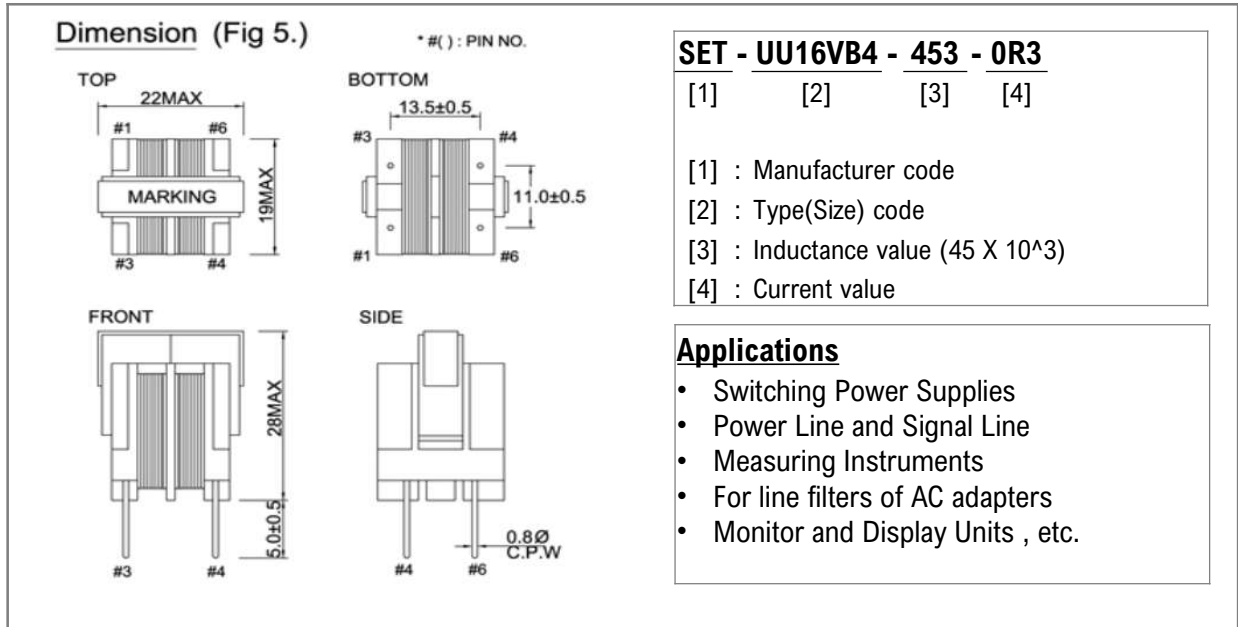 Dimension (Fig 5.)
* #( ) : PIN NO.
TOP
22MAX
#1 #6
MARKING
19MAX
#3 #4
BOTTOM
13.5±0.5
#3 #4
11.0±0.5
#1 #6
FRONT
28MAX
5.0±0.5
#3 #4
SIDE
0.8Ø
C.P.W
#4 #6
SET - UU16VB4 - 453 - 0R3
[1] [2] [3] [4]
[1] : Manufacturer code
[2] : Type(Size) code
[3] : Inductance value (45 X 10^3)
[4] : Current value
Applications
• Switching Power Supplies
• Power Line and Signal Line
• Measuring Instruments
• For line filters of AC adapters
• Monitor and Display Units , etc.